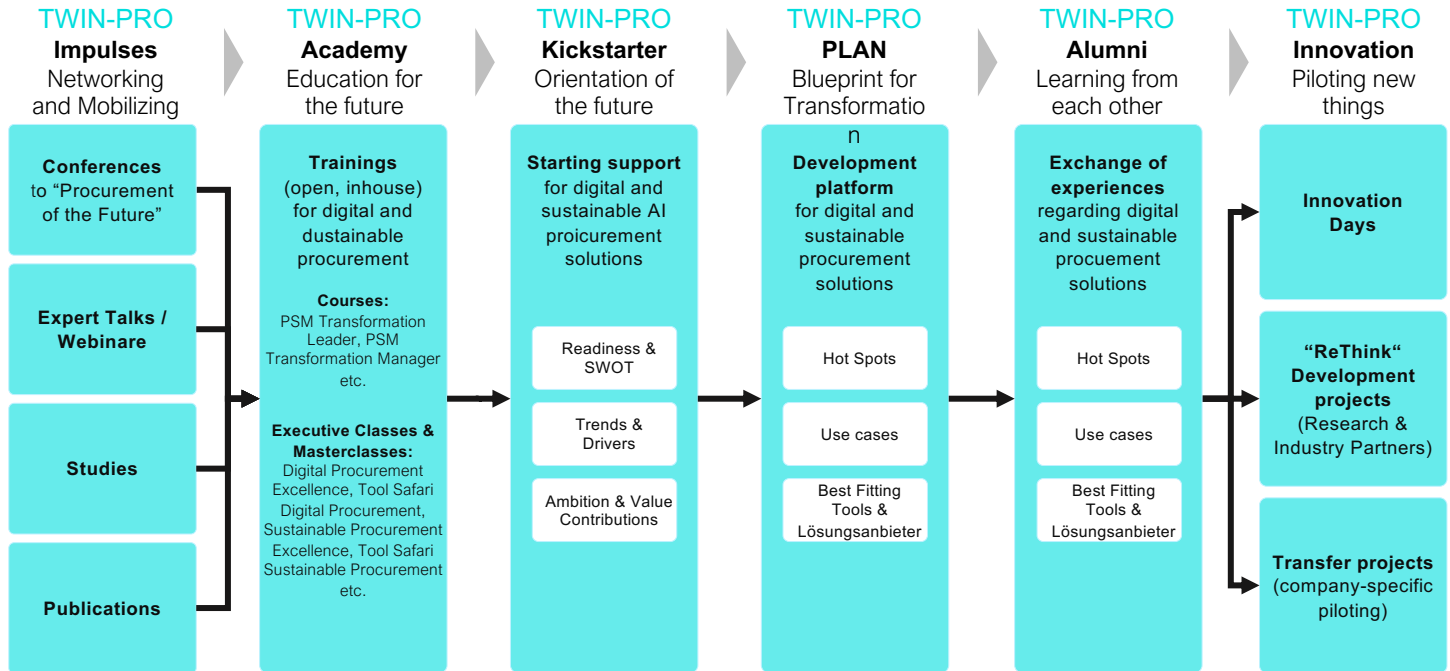 TWIN-PRO
Impulses
Networking
and Mobilizing
Conferences
to “Procurement
of the Future”
Expert Talks /
Webinare
Studies
Publications
TWIN-PRO
Academy
Education for
the future
Trainings
(open, inhouse)
for digital and
dustainable
procurement
Courses:
PSM Transformation
Leader, PSM
Transformation Manager
etc.
Executive Classes &
Masterclasses:
Digital Procurement
Excellence, Tool Safari
Digital Procurement,
Sustainable Procurement
Excellence, Tool Safari
Sustainable Procurement
etc.
TWIN-PRO
Kickstarter
Orientation of
the future
Starting support
for digital and
sustainable AI
proicurement
solutions
Readiness &
SWOT
Trends &
Drivers
Ambition & Value
Contributions
TWIN-PRO
PLAN
Blueprint for
Transformatio
n
Development
platform
for digital and
sustainable
procurement
solutions
Hot Spots
Use cases
Best Fitting
Tools &
Lösungsanbieter
TWIN-PRO
Alumni
Learning from
each other
Exchange of
experiences
regarding digital
and sustainable
procuement
solutions
Hot Spots
Use cases
Best Fitting
Tools &
Lösungsanbieter
TWIN-PRO
Innovation
Piloting new
things
Innovation
Days
“ReThink“
Development
projects
(Research &
Industry Partners)
Transfer projects
(company-specific
piloting)